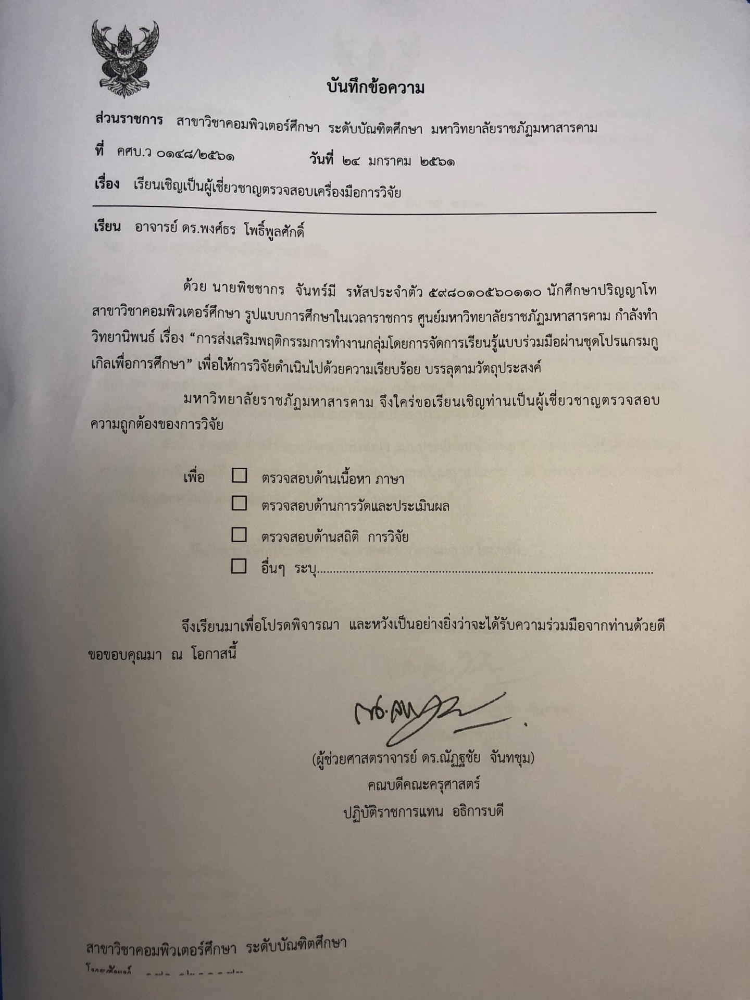 บันทึกข้อความ
ส่วนราชการ สาขาวิชาคอมพิวเตอร์ศึกษา ระดับบัณฑิตศึกษา มหาวิทยาลัยราชภัฏมหาสารคาม
ที่ คศบ.ว ๐๑๔๘/๒๕๖๑ วันที่ ๒๔ มกราคม ๒๕๖๑
เรื่อง เรียนเชิญเป็นผู้เชี่ยวชาญตรวจสอบเครื่องมือการวิจัย
เรียน อาจารย์ ดร.พงศ์ธร โพธิ์พูลศักดิ์
ด้วย นายพิชชากร จันทร์มี รหัสประจำตัว ๕๙๘๐๑๐๕๖๐๑๑๐ นักศึกษาปริญญาโท
สาขาวิชาคอมพิวเตอร์ศึกษา รูปแบบการศึกษาในเวลาราชการ ศูนย์มหาวิทยาลัยราชภัฏมหาสารคาม กำลังทำ
วิทยานิพนธ์ เรื่อง “การส่งเสริมพฤติกรรมการทำงานกลุ่มโดยการจัดการเรียนรู้แบบร่วมมือผ่านชุดโปรแกรมกู
เกิลเพื่อการศึกษา” เพื่อให้การวิจัยดำเนินไปด้วยความเรียบร้อย บรรลุตามวัตถุประสงค์
มหาวิทยาลัยราชภัฏมหาสารคาม จึงใคร่ขอเรียนเชิญท่านเป็นผู้เชี่ยวชาญตรวจสอบ
ความถูกต้องของการวิจัย
เพื่อ ☐ ตรวจสอบด้านเนื้อหา ภาษา
☐ ตรวจสอบด้านการวัดและประเมินผล
☐ ตรวจสอบด้านสถิติ การวิจัย
☐ อื่นๆ ระบุ..........................................................................................
จึงเรียนมาเพื่อโปรดพิจารณา และหวังเป็นอย่างยิ่งว่าจะได้รับความร่วมมือจากท่านด้วยดี
ขอขอบคุณมา ณ โอกาสนี้
(ผู้ช่วยศาสตราจารย์ ดร.ณัฏฐชัย จันทชุม)
คณบดีคณะครุศาสตร์
ปฏิบัติราชการแทน อธิการบดี
สาขาวิชาคอมพิวเตอร์ศึกษา ระดับบัณฑิตศึกษา